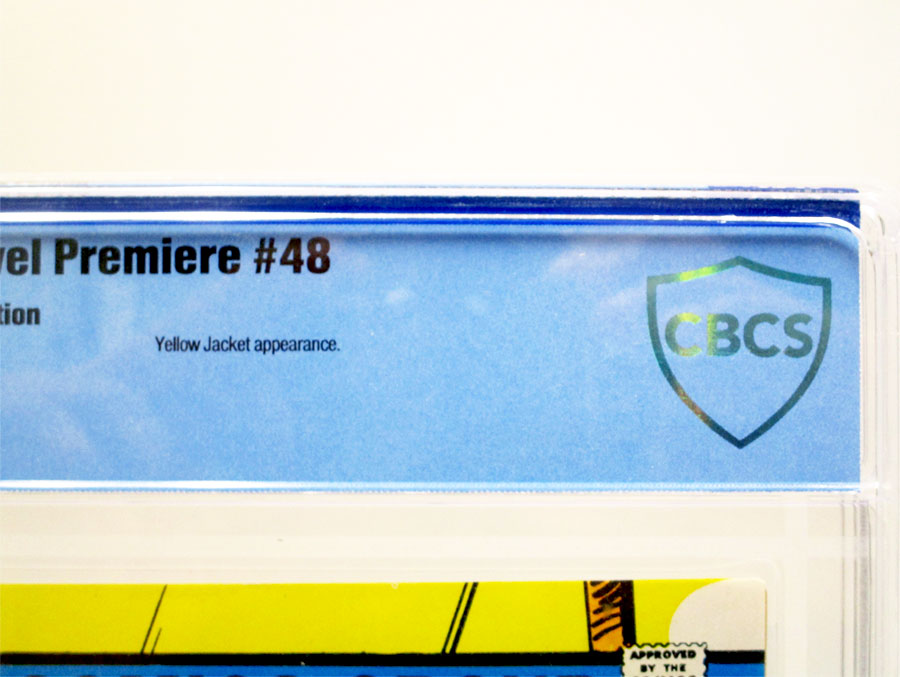 vel Premiere #48
tion
Yellow Jacket appearance.
CBCS
APPROVED
BY THE